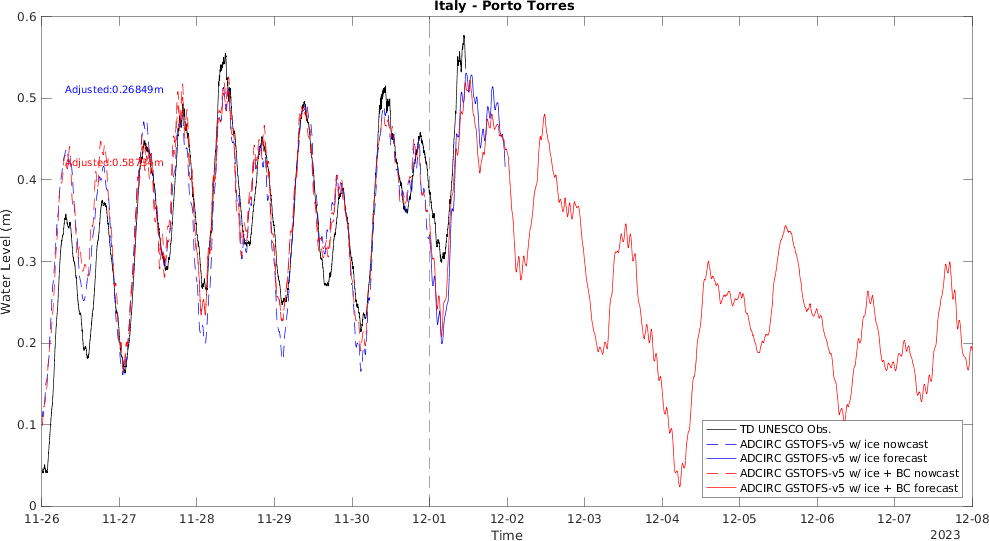 Italy - Porto Torres
Water Level (m)
0.6
0.5
0.4
0.3
0.2
0.1
0
Adjusted:0.26849m
TD UNESCO Obs.
ADCIRC GSTOFS-v5 w/ ice nowcast
ADCIRC GSTOFS-v5 w/ ice forecast
ADCIRC GSTOFS-v5 w/ ice + BC nowcast
ADCIRC GSTOFS-v5 w/ ice + BC forecast
11-26 11-27 11-28 11-29 11-30 12-01 12-02 12-03 12-04 12-05 12-06 12-07 12-08
Time
2023